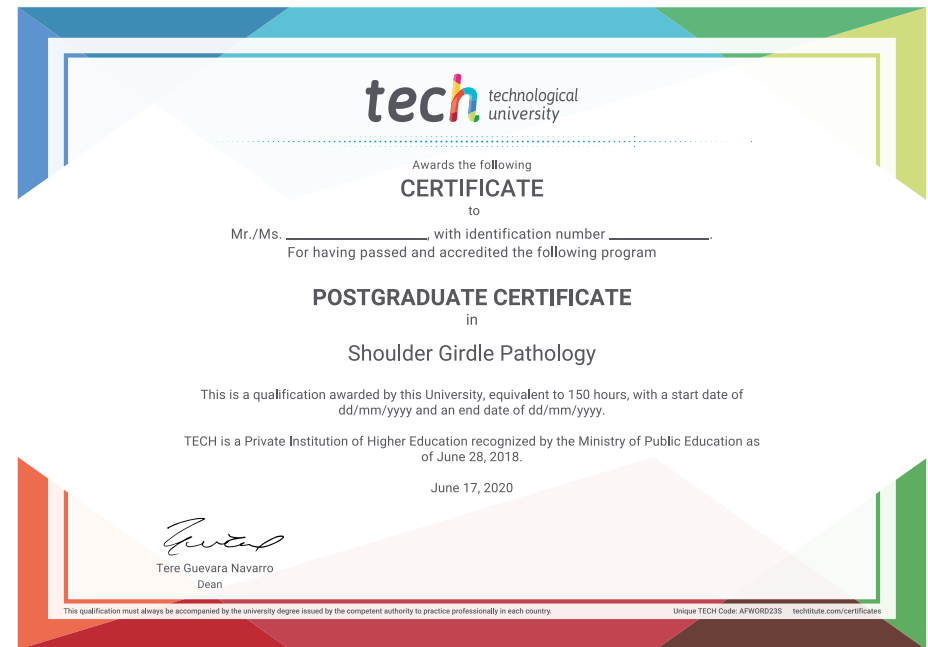 tech technological
university
Awards the following
CERTIFICATE
to
Mr./Ms. ____________, with identification number ____________.
For having passed and accredited the following program
POSTGRADUATE CERTIFICATE
in
Shoulder Girdle Pathology
This is a qualification awarded by this University, equivalent to 150 hours, with a start date of
dd/mm/yyyy and an end date of dd/mm/yyyy.
TECH is a Private Institution of Higher Education recognized by the Ministry of Public Education as
of June 28, 2018.
June 17, 2020
Tere Guevara Navarro
Dean
This qualification must always be accompanied by the university degree issued by the competent authority to practice professionally in each country.
Unique TECH Code: AFWORD23S techtitute.com/certificates